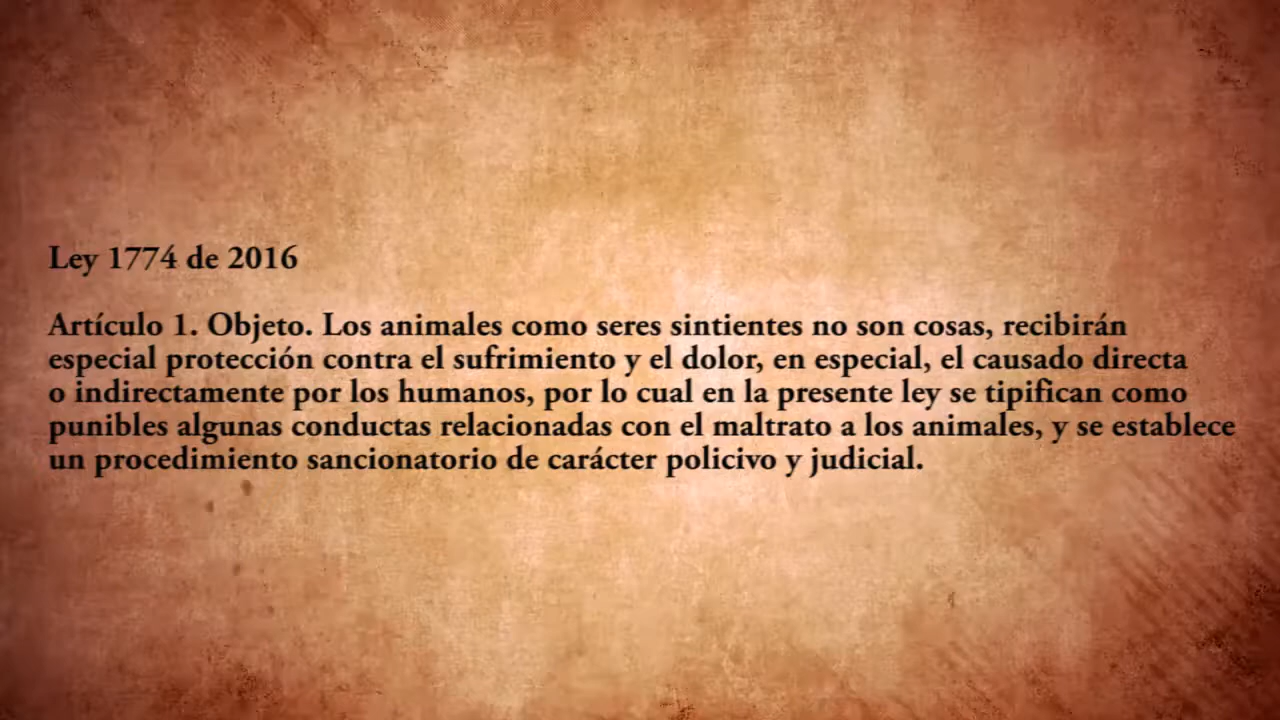 Ley 1774 de 2016
Artículo 1. Objeto. Los animales como seres sintientes no son cosas, recibirán
especial protección contra el sufrimiento y el dolor, en especial, el causado directa
o indirectamente por los humanos, por lo cual en la presente ley se tipifican como
punibles algunas conductas relacionadas con el maltrato a los animales, y se establece
un procedimiento sancionatorio de carácter policivo y judicial.